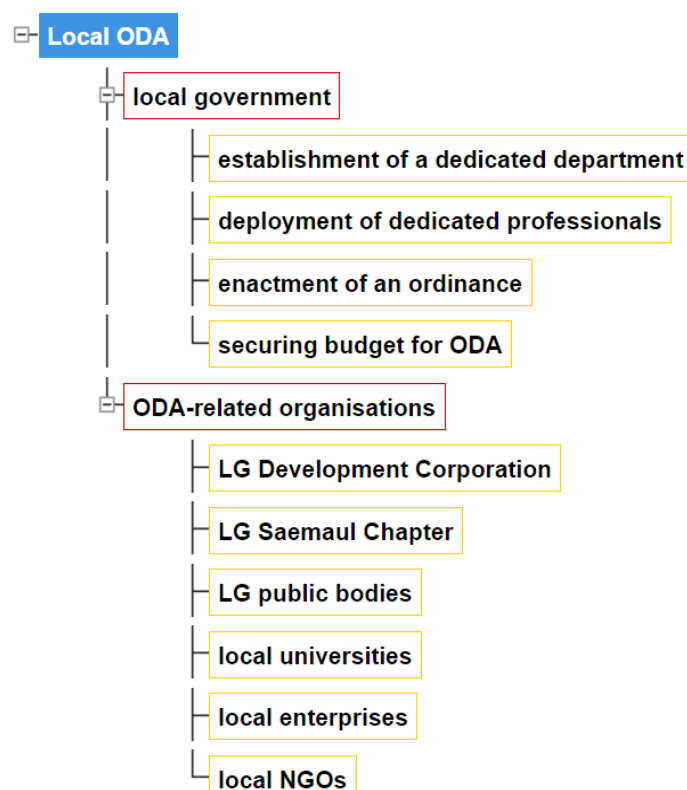 Local ODA
local government
establishment of a dedicated department
deployment of dedicated professionals
enactment of an ordinance
securing budget for ODA
ODA-related organisations
LG Development Corporation
LG Saemaul Chapter
LG public bodies
local universities
local enterprises
local NGOs